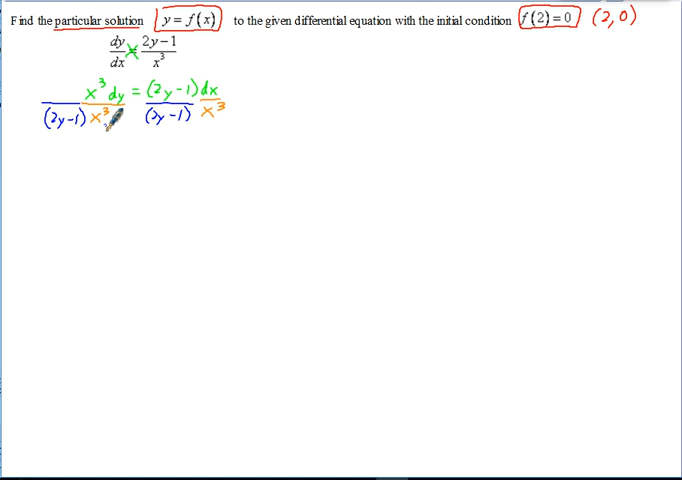 Find the particular solution y = f(x) to the given differential equation with the initial condition f(2) = 0 (2, 0)
dy/dx = (2y-1)/x³
x³ dy = (2y-1) dx
(2y-1) x³ (2y-1) x³